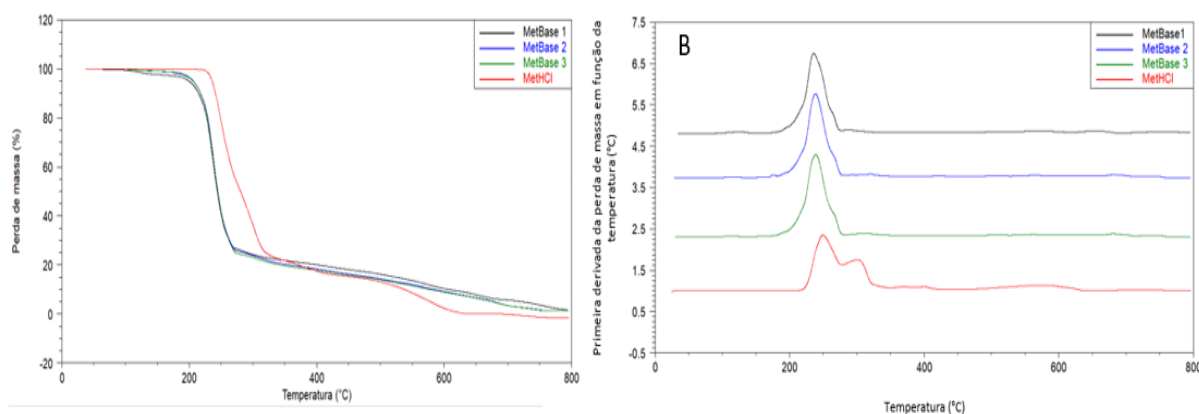 120
100
80
60
40
20
0
-20
0
200
400
600
800
Perda de massa (%)
Temperatura (°C)
MetBase 1
MetBase 2
MetBase 3
MetHCl
B
7.5
6.5
5.5
4.5
3.5
2.5
1.5
0.5
-0.5
0
200
400
600
800
Primeira derivada da perda de massa em função da
temperatura (°C)
Temperatura (°C)
MetBase1
MetBase 2
MetBase 3
MetHCl